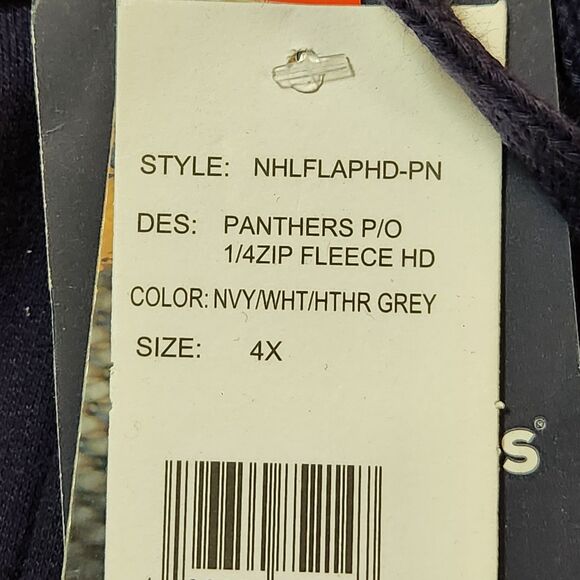 STYLE: NHLFLAPHD-PN
DES: PANTHERS P/O
1/4ZIP FLEECE HD
COLOR: NVY/WHT/HTHR GREY
SIZE: 4X
S®